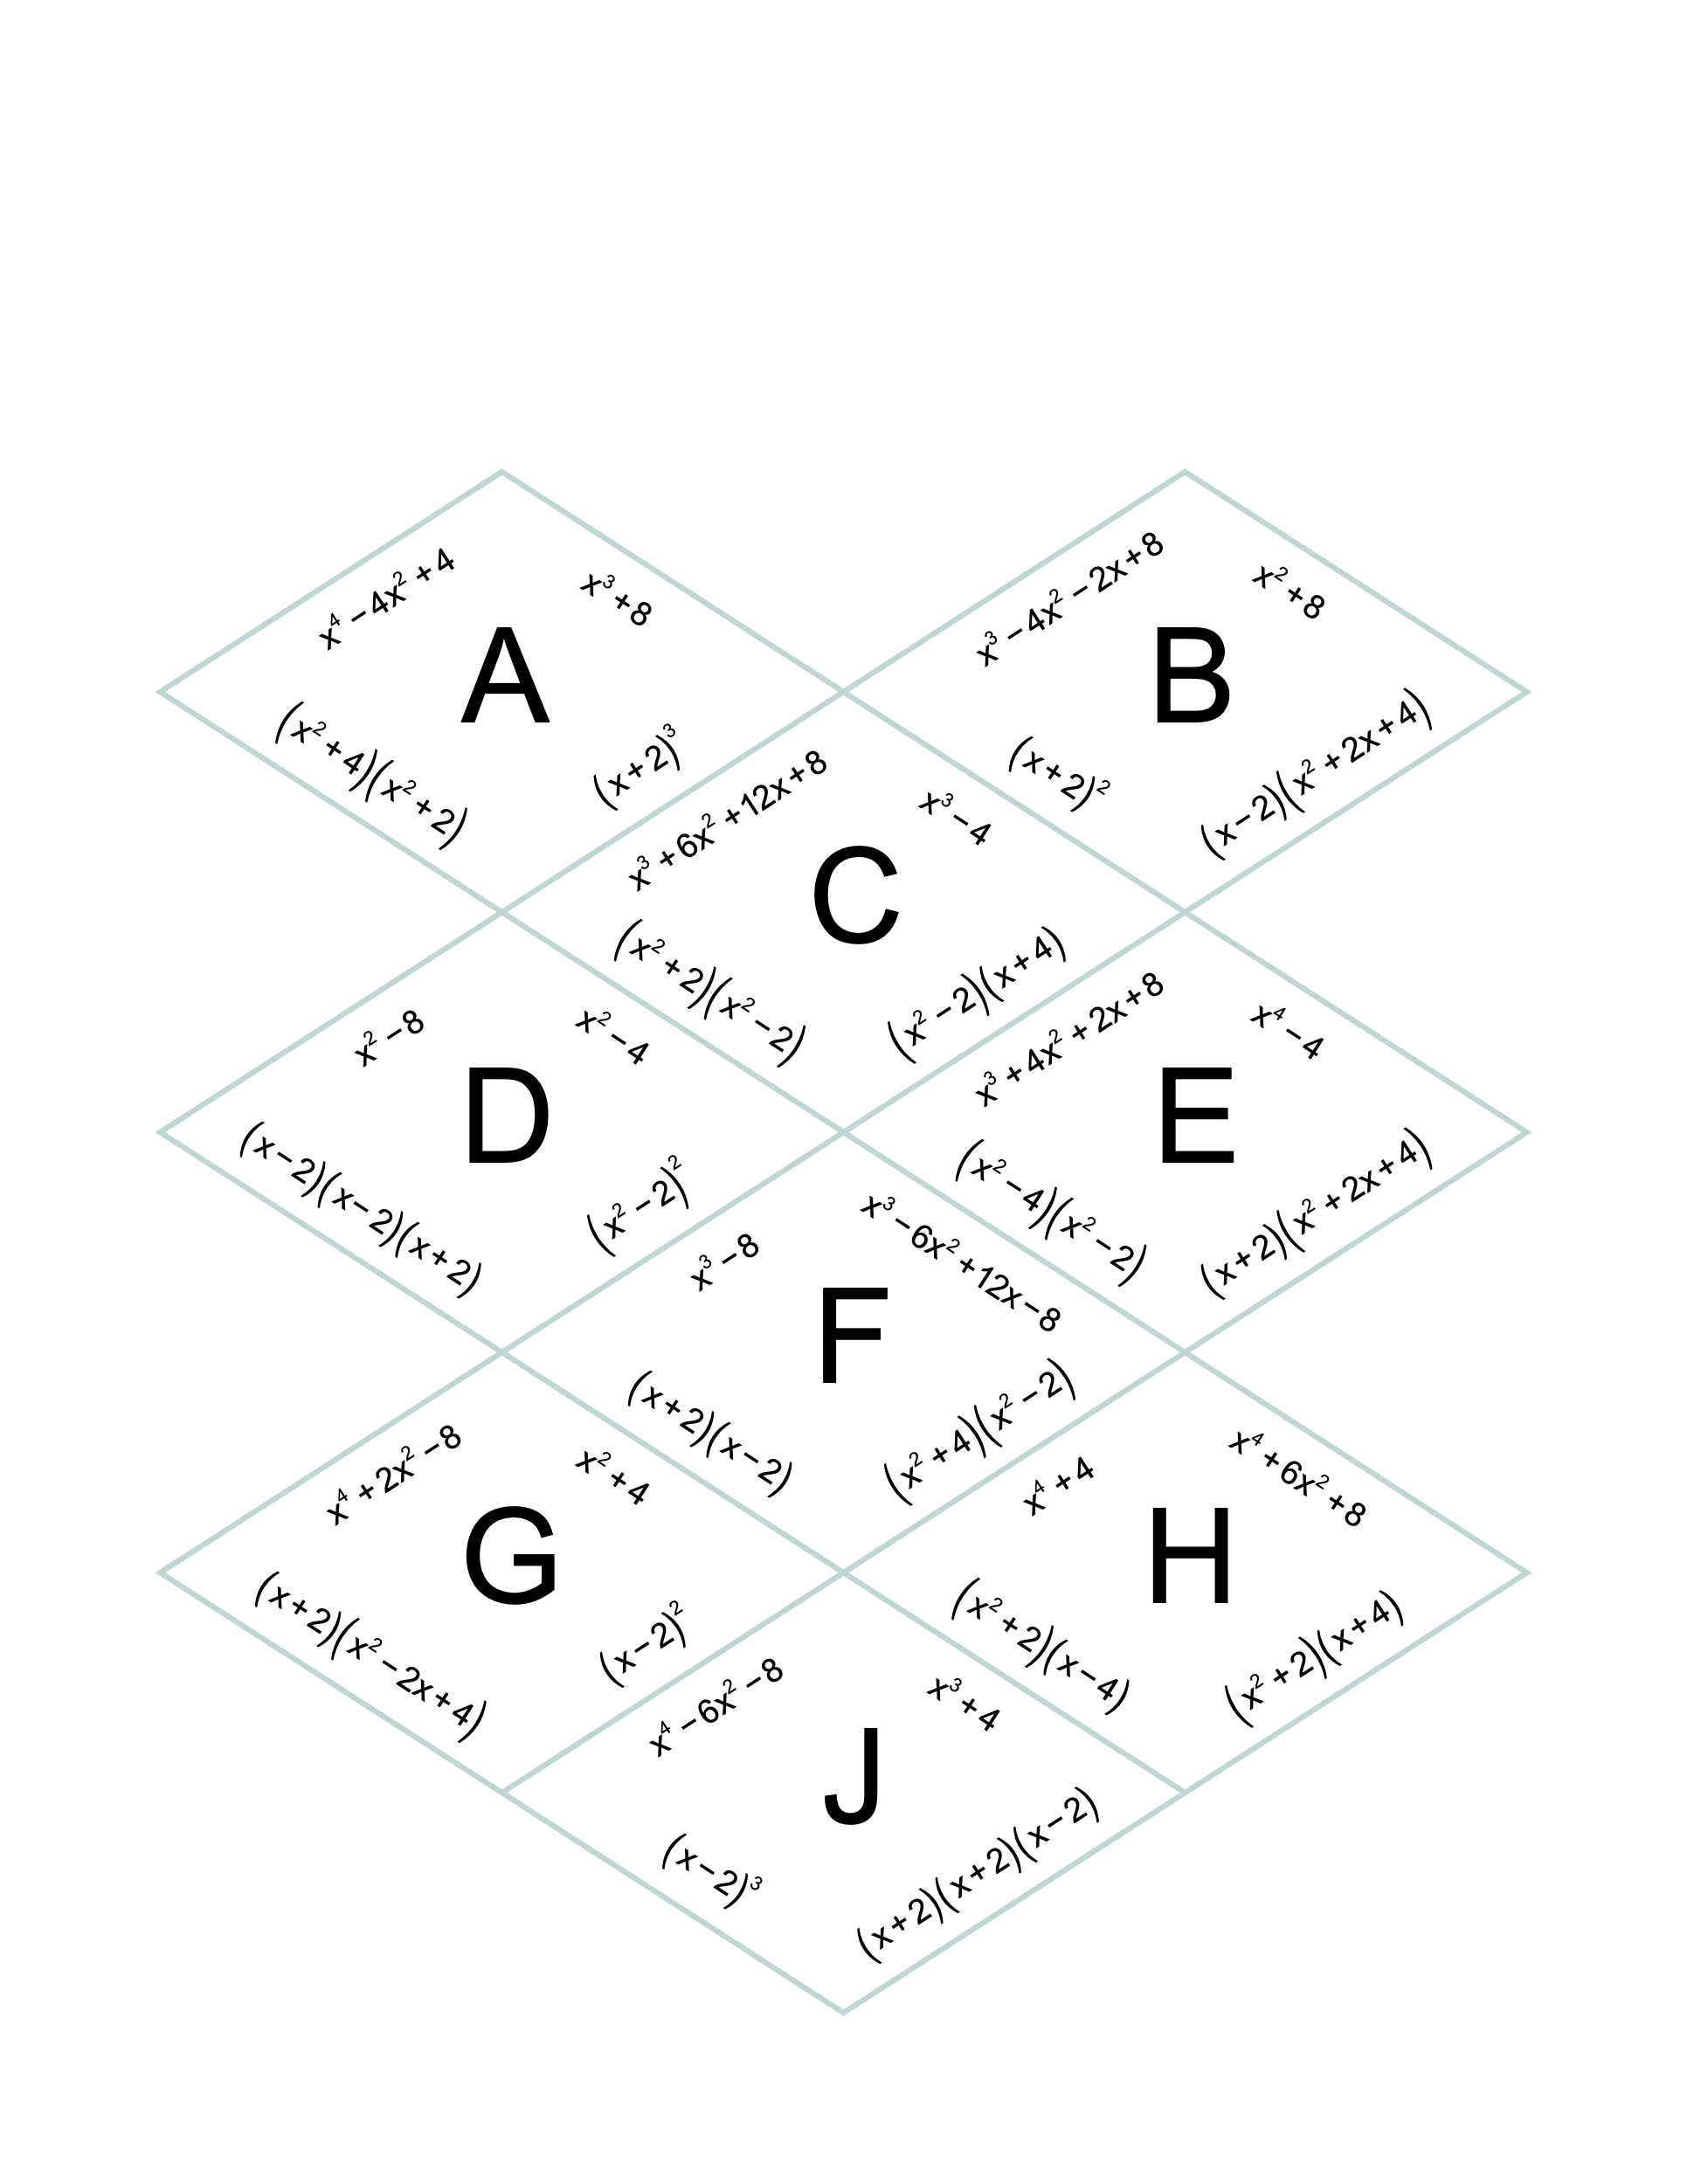 x⁴ − 4x² + 4
x³ + 8
A
(x² + 4)(x² + 2)
(x + 2)³
x³ − 4x² − 2x + 8
x² + 8
B
(x + 2)²
(x − 2)(x² + 2x + 4)
x³ + 6x² + 12x + 8
x³ − 4
C
(x² + 2)(x² − 2)
(x² − 2)(x + 4)
x² − 8
x² − 4
D
(x − 2)(x − 2)(x + 2)
(x² − 2)²
x³ + 4x² + 2x + 8
x⁴ − 4
E
(x² − 4)(x² − 2)
(x + 2)(x² + 2x + 4)
x³ − 8
x³ − 6x² + 12x − 8
F
(x + 2)(x − 2)
(x² + 4)(x² − 2)
x⁴ + 2x² − 8
x² + 4
G
(x + 2)(x² − 2x + 4)
(x − 2)²
x⁴ + 4
x⁴ + 6x² + 8
H
(x² + 2)(x − 4)
(x² + 2)(x + 4)
x⁴ − 6x² − 8
x³ + 4
J
(x − 2)³
(x + 2)(x + 2)(x − 2)